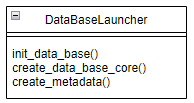 DataBaseLauncher
init_data_base()
create_data_base_core()
create_metadata()